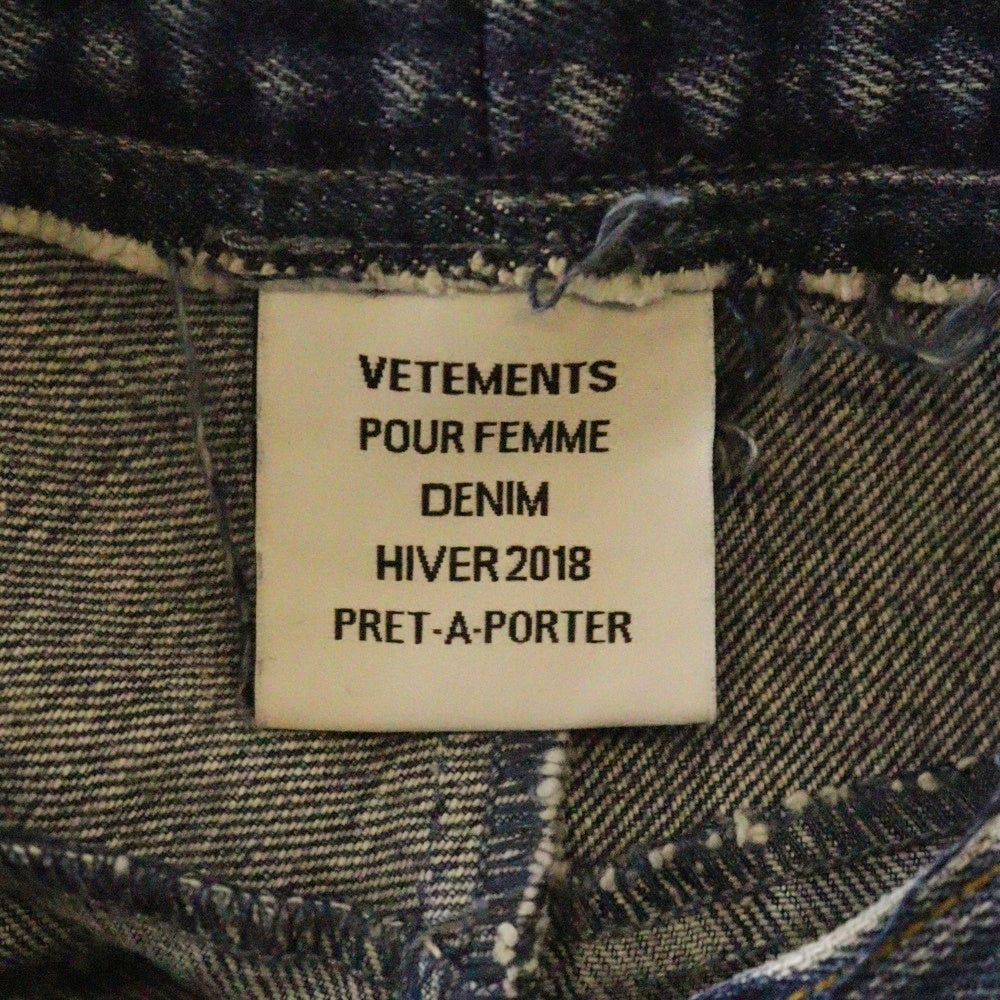 VETEMENTS
POUR FEMME
DENIM
HIVER 2018
PRET-A-PORTER